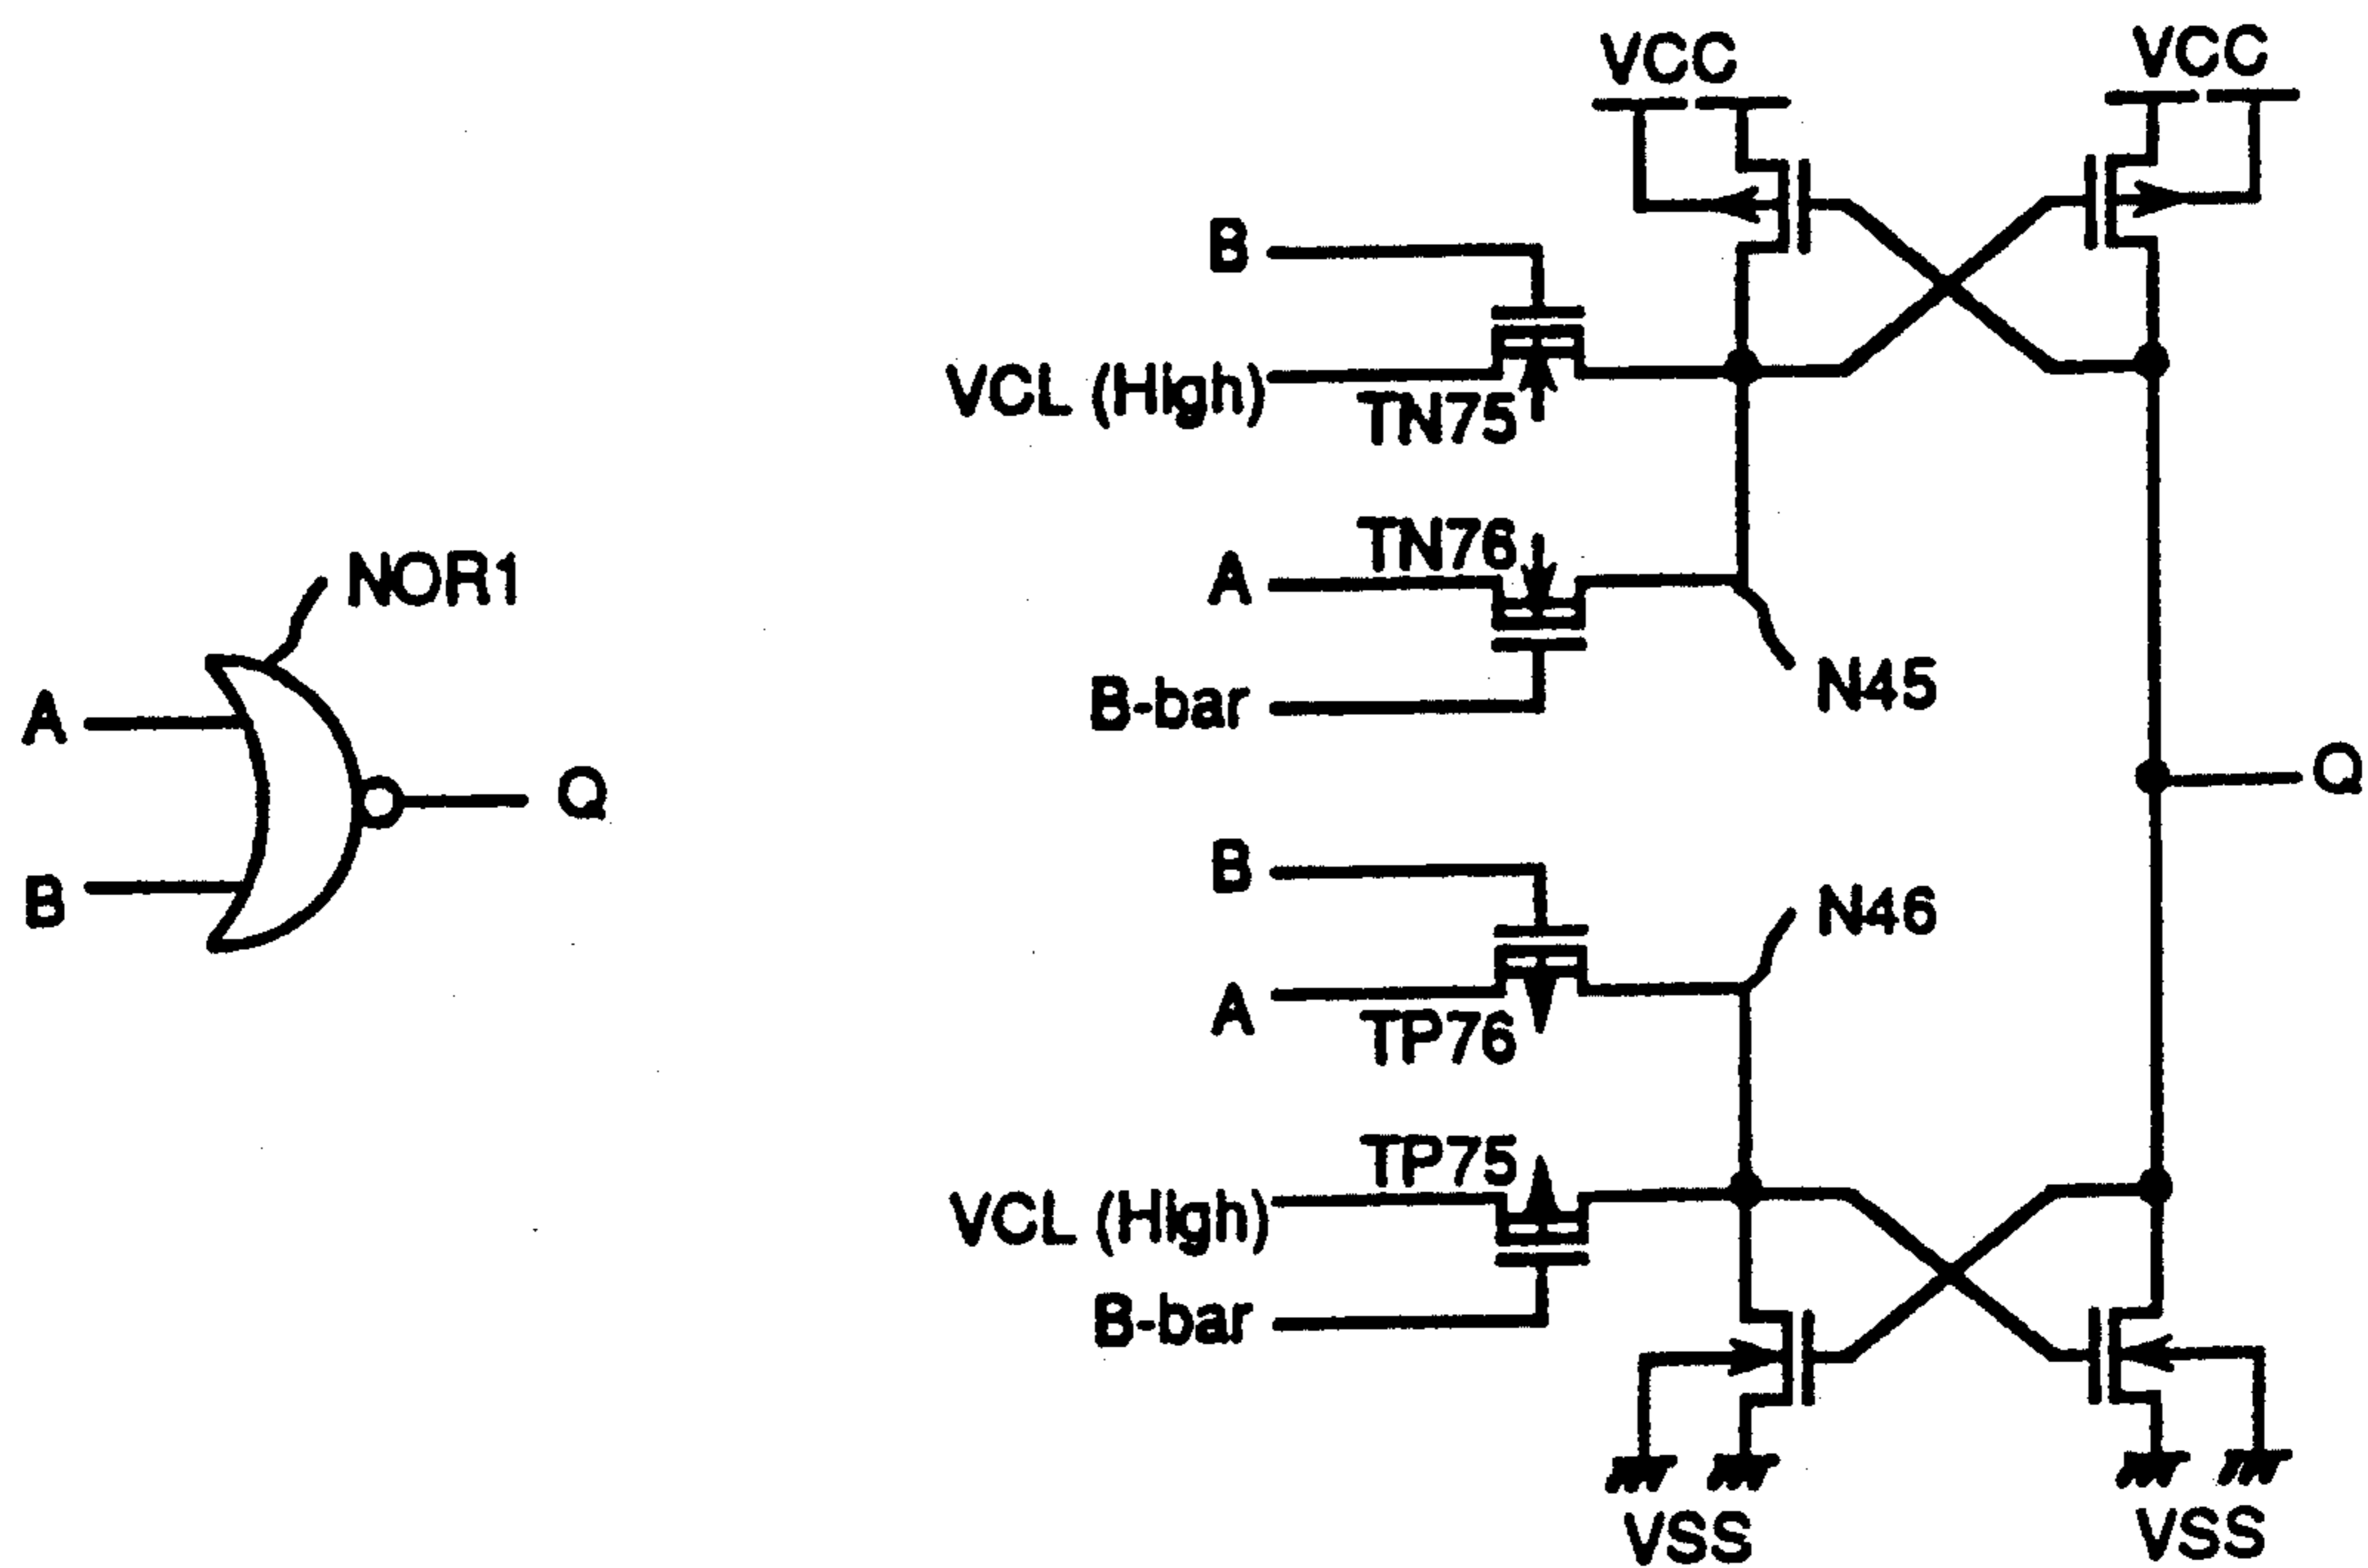 NOR1
A
B
Q
VCC
VCC
B
VCL (High)
TN75
TN76
A
B-bar
N45
Q
B
N46
A
TP76
TP75
VCL (High)
B-bar
VSS
VSS